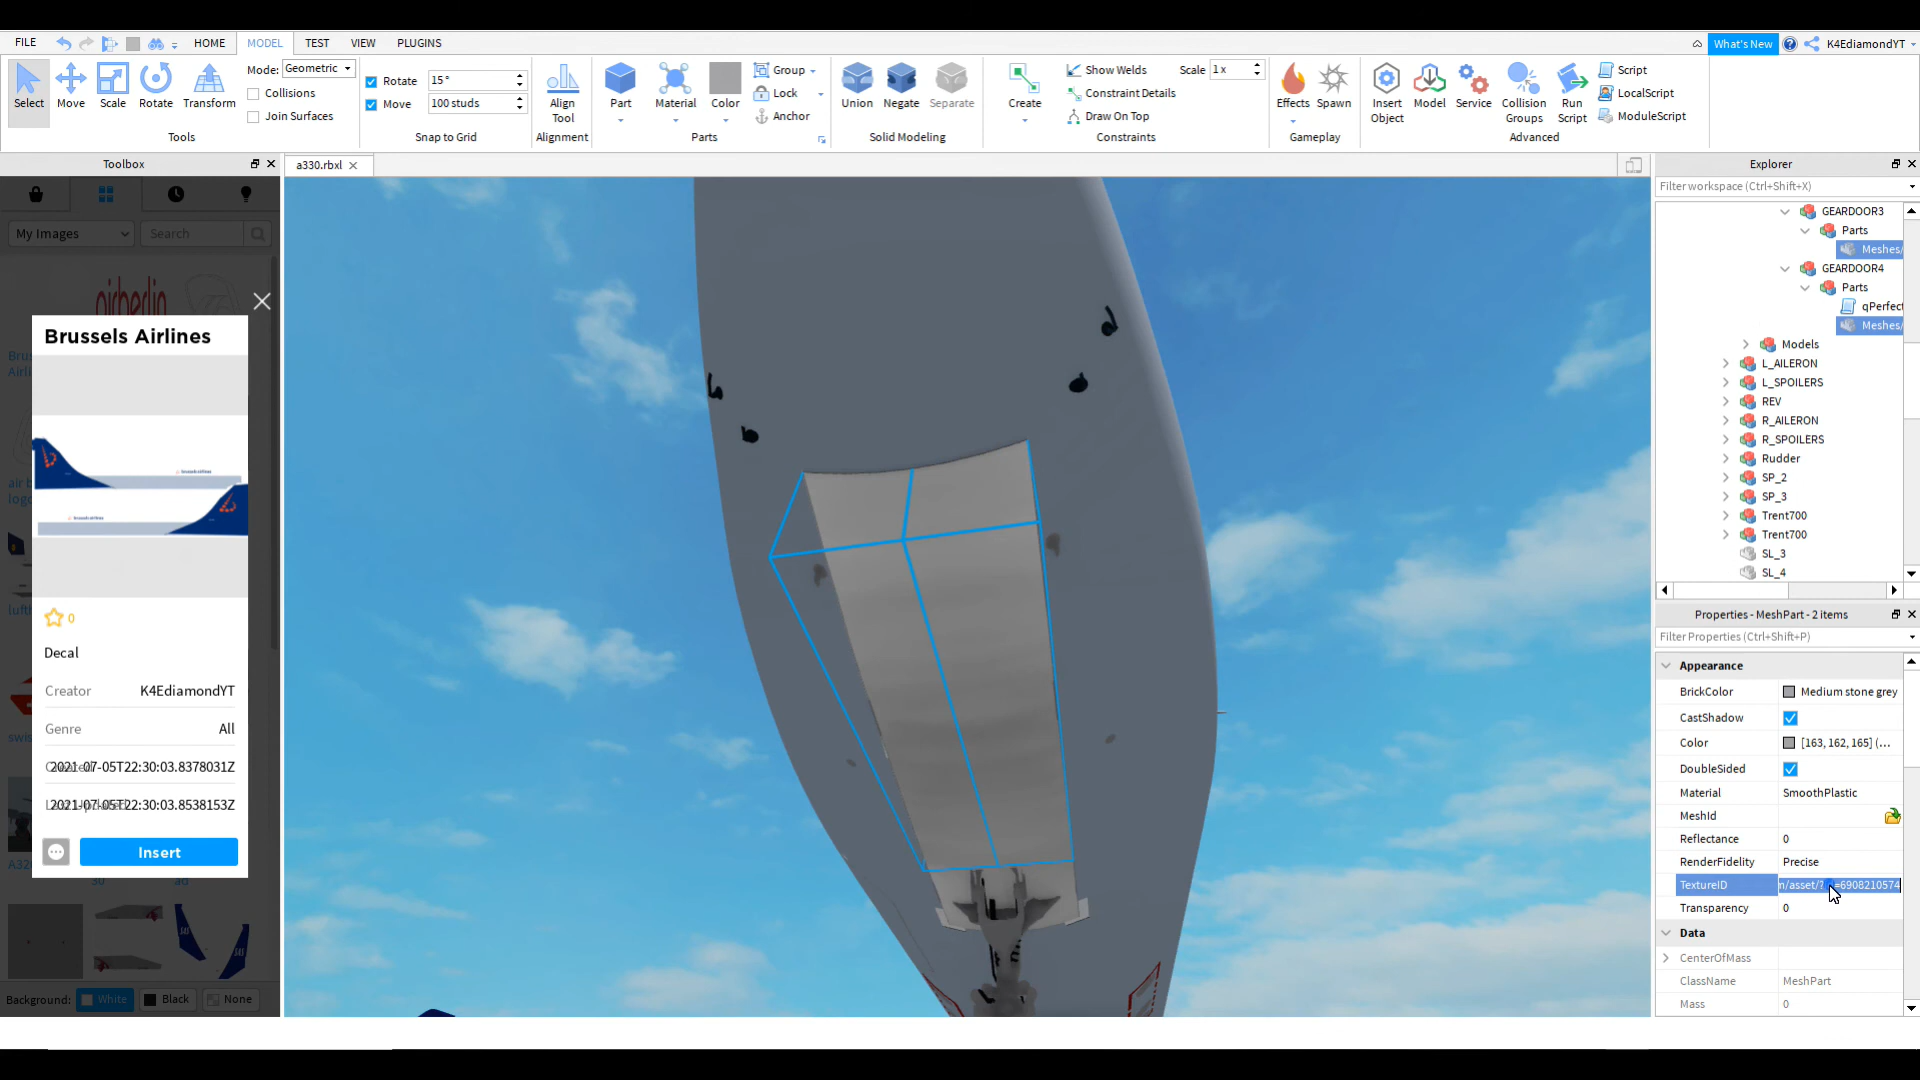 FILE HOME MODEL TEST VIEW PLUGINS What's New K4EdiamondYT
Select Move Scale Rotate Transform Mode: Geometric Collisions Join Surfaces
Tools
Rotate 15°
Move 100 studs
Snap to Grid
Align Tool
Alignment
Part Material Color Group Lock Anchor
Parts
Union Negate Separate
Solid Modeling
Create Show Welds Scale 1x
Constraint Details
Draw On Top
Constraints
Effects Spawn
Gameplay
Insert Object Model Service Collision Groups Run Script Script LocalScript ModuleScript
Advanced
Toolbox
a330.rbxl
My Images Search
Brussels Airlines
Brussels Airlines
Brussels Airlines
0
Decal
Creator K4EdiamondYT
Genre All
2021-07-05T22:30:03.8378031Z
2021-07-05T22:30:03.8538153Z
Insert
Background: White Black None
Explorer
Filter workspace (Ctrl+Shift+X)
GEARDOOR3
Parts
Meshes/
GEARDOOR4
Parts
qPerfect
Meshes/
Models
L_AILERON
L_SPOILERS
REV
R_AILERON
R_SPOILERS
Rudder
SP_2
SP_3
Trent700
Trent700
SL_3
SL_4
Properties - MeshPart - 2 items
Filter Properties (Ctrl+Shift+P)
Appearance
BrickColor Medium stone grey
CastShadow
Color [163, 162, 165] (...
DoubleSided
Material SmoothPlastic
MeshId
Reflectance 0
RenderFidelity Precise
TextureID n/asset/? =6908210574
Transparency 0
Data
CenterOfMass
ClassName MeshPart
Mass 0